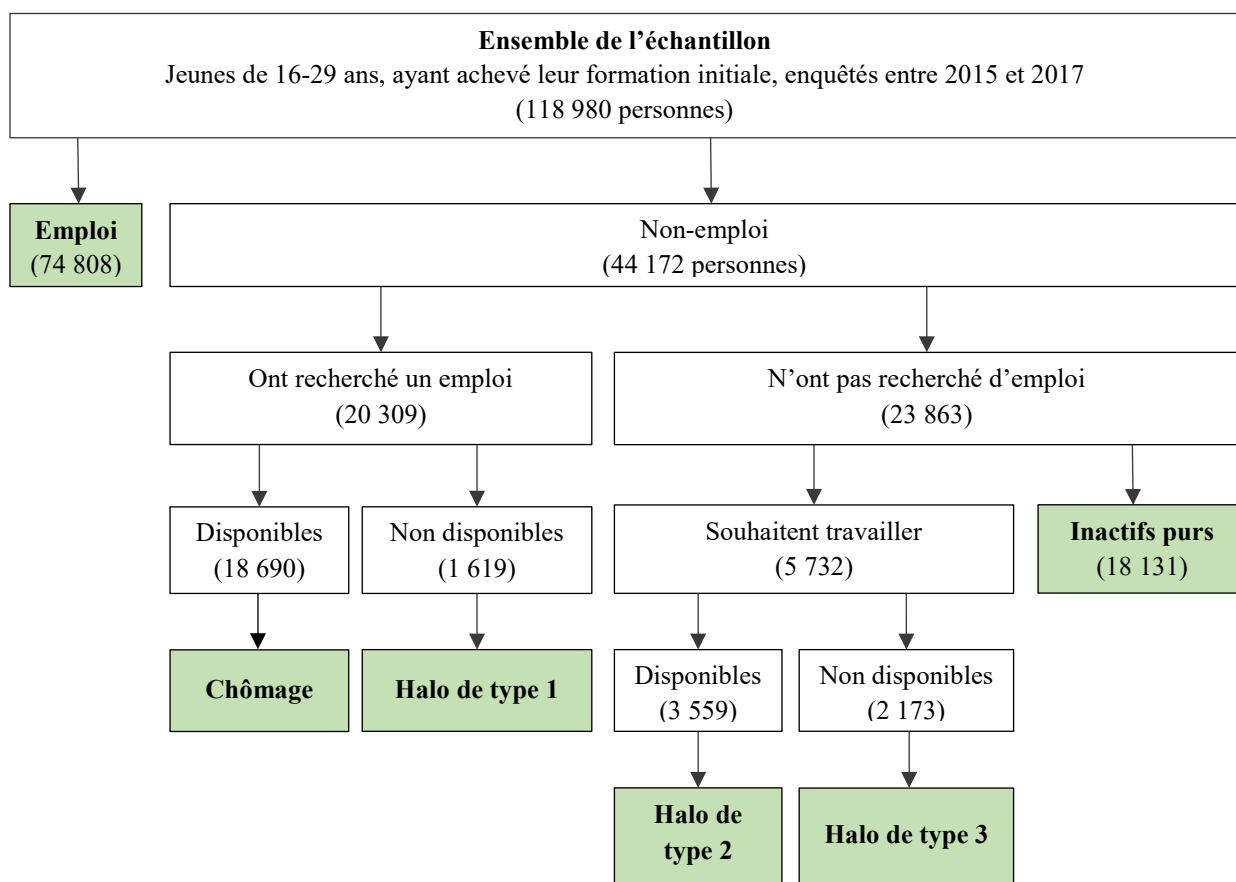 Ensemble de l’échantillon
Jeunes de 16-29 ans, ayant achevé leur formation initiale, enquêtés entre 2015 et 2017
(118 980 personnes)
Emploi
(74 808)
Non-emploi
(44 172 personnes)
Ont recherché un emploi
(20 309)
N’ont pas recherché d’emploi
(23 863)
Disponibles
(18 690)
Non disponibles
(1 619)
Souhaitent travailler
(5 732)
Inactifs purs
(18 131)
Chômage
Halo de type 1
Disponibles
(3 559)
Non disponibles
(2 173)
Halo de
type 2
Halo de type 3